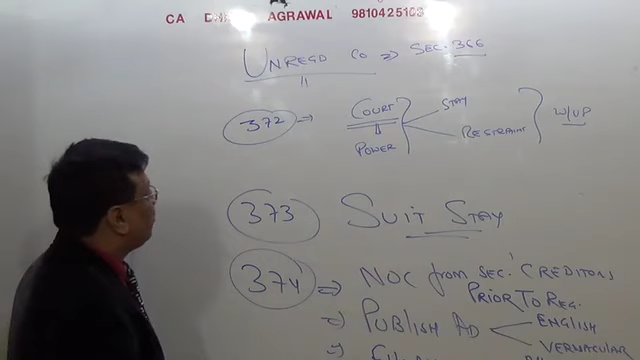 CA AGRAWAL 9810425103
UNREGD CO => SEC. 366
372 => COURT STAY
POWER RESTRAINT W/UP
373 SUIT STAY
374 => NOC from SEC. CREDITORS
PRIOR TO REG.
=> PUBLISH AD ENGLISH
VERNACULAR